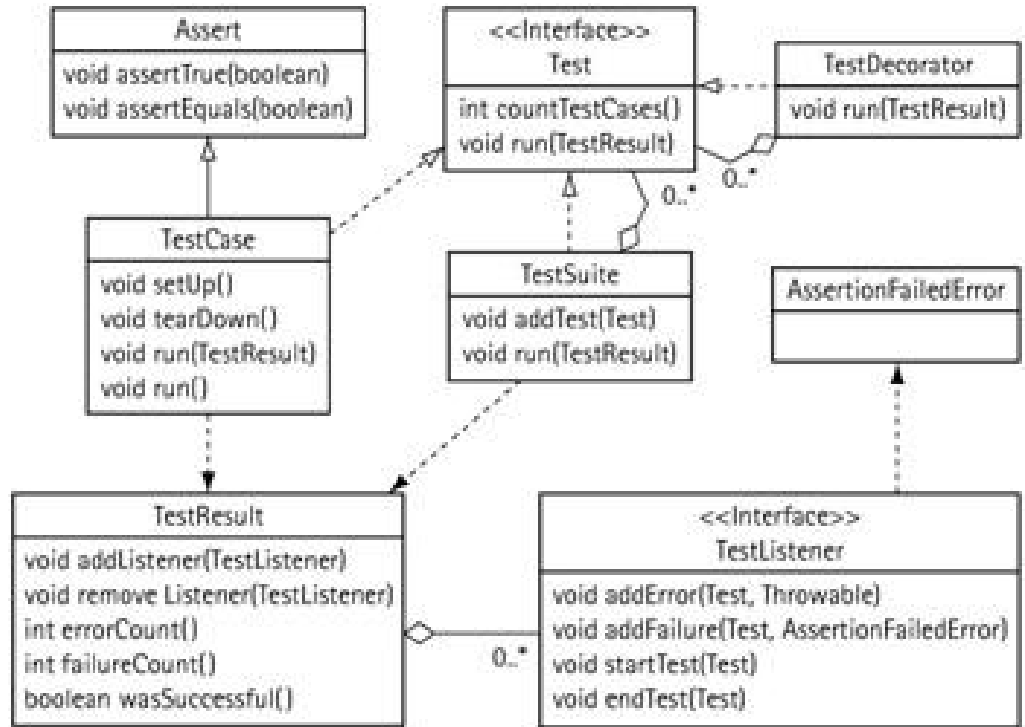 Assert
void assertTrue(boolean)
void assertEquals(boolean)
<<Interface>>
Test
int countTestCases()
void run(TestResult)
TestDecorator
void run(TestResult)
0..*
0..*
TestCase
void setUp()
void tearDown()
void run(TestResult)
void run()
TestSuite
void addTest(Test)
void run(TestResult)
AssertionFailedError
TestResult
void addListener(TestListener)
void remove Listener(TestListener)
int errorCount()
int failureCount()
boolean wasSuccessful()
0..*
<<Interface>>
TestListener
void addError(Test, Throwable)
void addFailure(Test, AssertionFailedError)
void startTest(Test)
void endTest(Test)